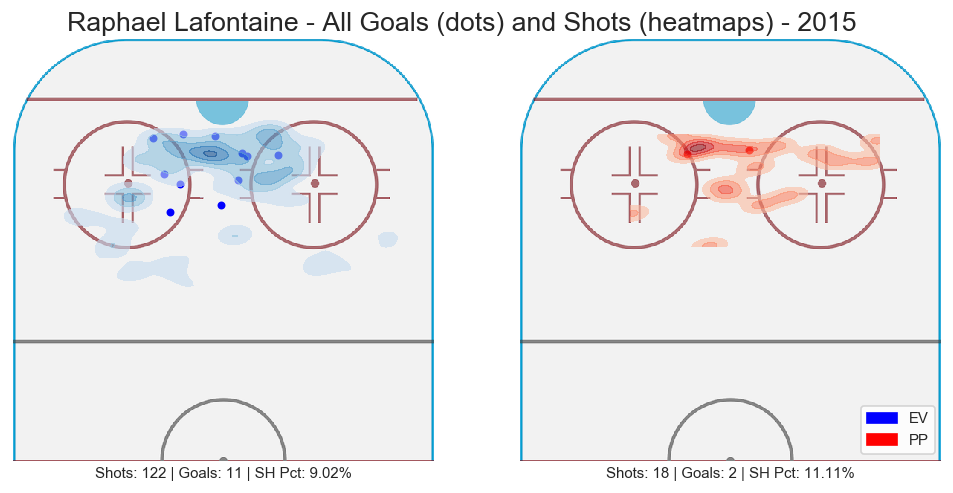 Raphael Lafontaine - All Goals (dots) and Shots (heatmaps) - 2015
EV
PP
Shots: 122 | Goals: 11 | SH Pct: 9.02%
Shots: 18 | Goals: 2 | SH Pct: 11.11%